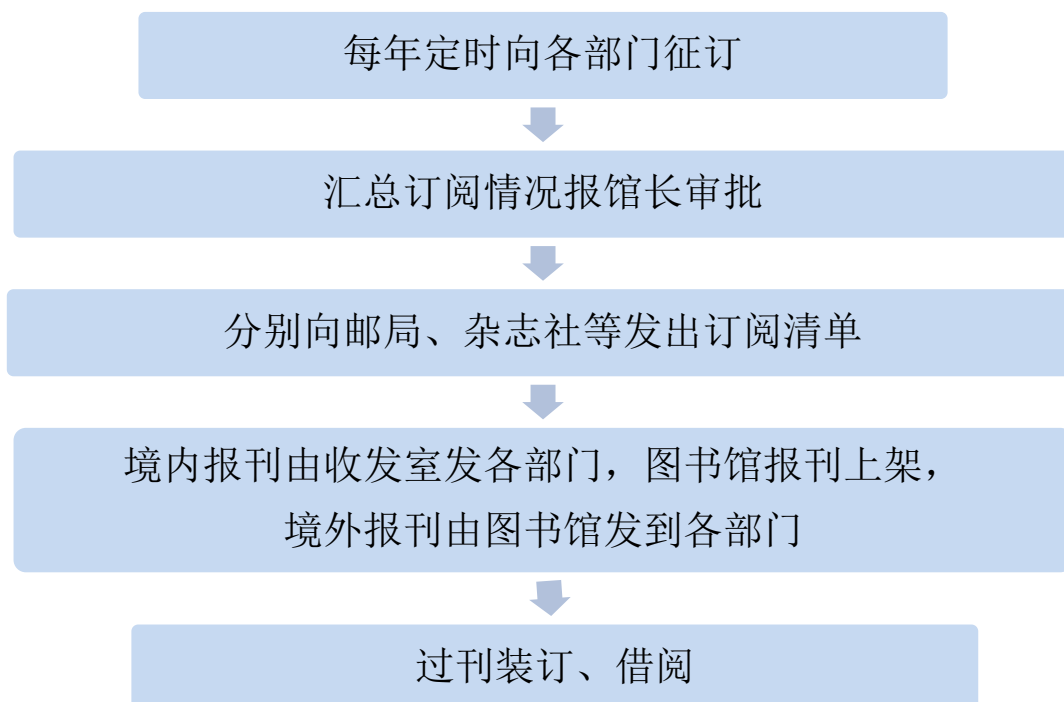 每年定时向各部门征订
汇总订阅情况报馆长审批
分别向邮局、杂志社等发出订阅清单
境内报刊由收发室发各部门，图书馆报刊上架，
境外报刊由图书馆发到各部门
过刊装订、借阅